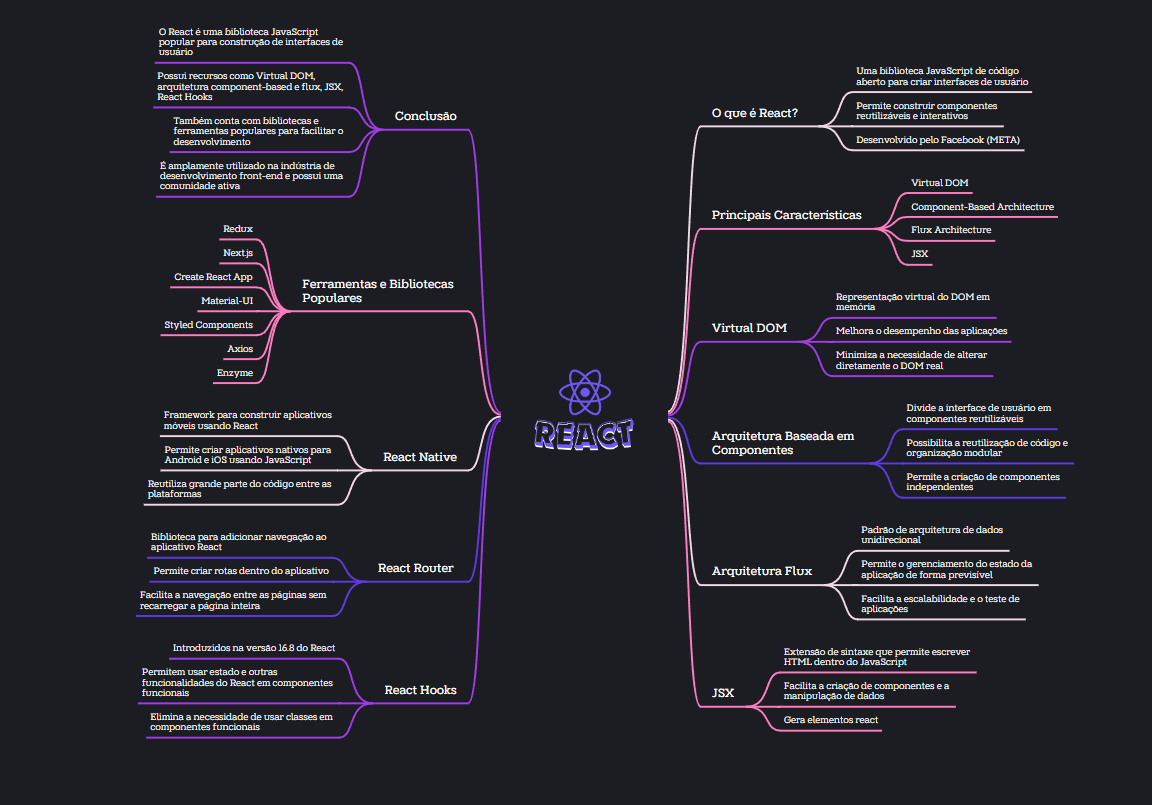 REACT
O que é React?
Uma biblioteca JavaScript de código
aberto para criar interfaces de usuário
Permite construir componentes
reutilizáveis e interativos
Desenvolvido pelo Facebook (META)
Principais Características
Virtual DOM
Component-Based Architecture
Flux Architecture
JSX
Virtual DOM
Representação virtual do DOM em
memória
Melhora o desempenho das aplicações
Minimiza a necessidade de alterar
diretamente o DOM real
Arquitetura Baseada em
Componentes
Divide a interface de usuário em
componentes reutilizáveis
Possibilita a reutilização de código e
organização modular
Permite a criação de componentes
independentes
Arquitetura Flux
Padrão de arquitetura de dados
unidirecional
Permite o gerenciamento do estado da
aplicação de forma previsível
Facilita a escalabilidade e o teste de
aplicações
JSX
Extensão de sintaxe que permite escrever
HTML dentro do JavaScript
Facilita a criação de componentes e a
manipulação de dados
Gera elementos react
Conclusão
O React é uma biblioteca JavaScript
popular para construção de interfaces de
usuário
Possui recursos como Virtual DOM,
arquitetura component-based e flux, JSX,
React Hooks
Também conta com bibliotecas e
ferramentas populares para facilitar o
desenvolvimento
É amplamente utilizado na indústria de
desenvolvimento front-end e possui uma
comunidade ativa
Ferramentas e Bibliotecas
Populares
Redux
Next.js
Create React App
Material-UI
Styled Components
Axios
Enzyme
React Native
Framework para construir aplicativos
móveis usando React
Permite criar aplicativos nativos para
Android e iOS usando JavaScript
Reutiliza grande parte do código entre as
plataformas
React Router
Biblioteca para adicionar navegação ao
aplicativo React
Permite criar rotas dentro do aplicativo
Facilita a navegação entre as páginas sem
recarregar a página inteira
React Hooks
Introduzidos na versão 16.8 do React
Permitem usar estado e outras
funcionalidades do React em componentes
funcionais
Elimina a necessidade de usar classes em
componentes funcionais